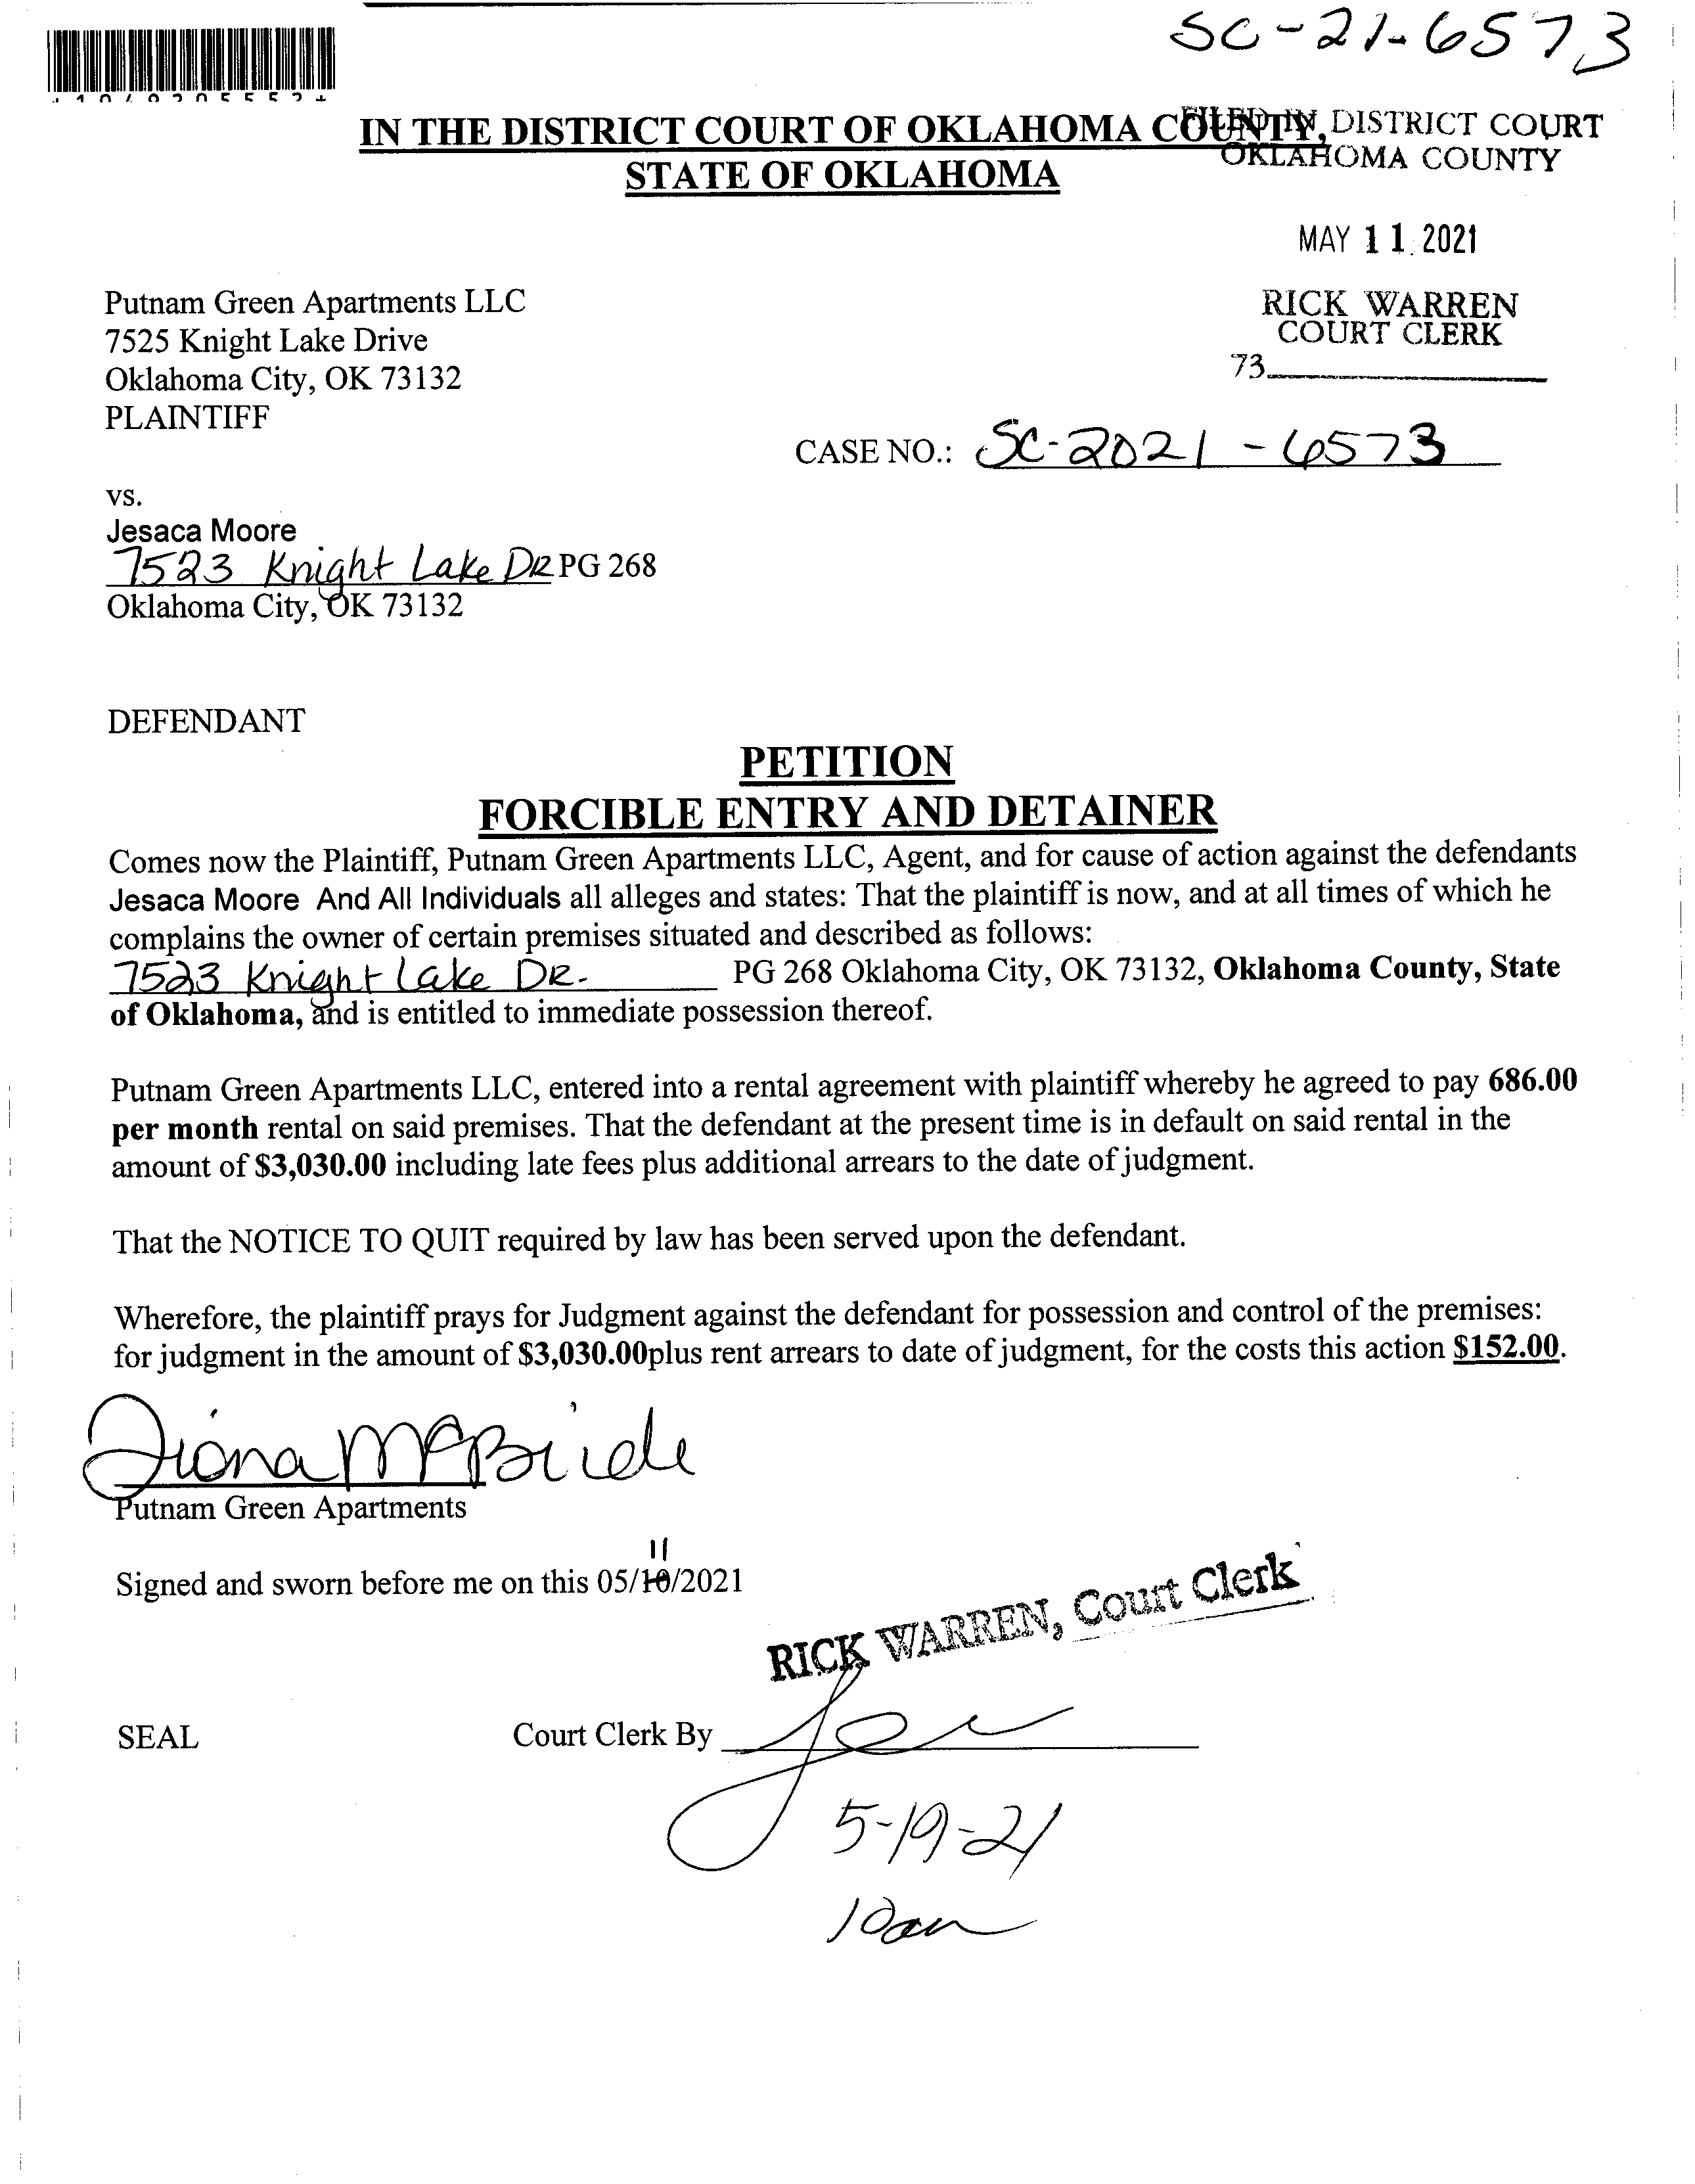 SC-21-6573
IN THE DISTRICT COURT OF OKLAHOMA COUNTY,
STATE OF OKLAHOMA
FILED IN DISTRICT COURT
OKLAHOMA COUNTY
MAY 11 2021
RICK WARREN
COURT CLERK
73
Putnam Green Apartments LLC
7525 Knight Lake Drive
Oklahoma City, OK 73132
PLAINTIFF
CASE NO.: SC-2021-6573
vs.
Jesaca Moore
7523 Knight Lake DR PG 268
Oklahoma City, OK 73132
DEFENDANT
PETITION
FORCIBLE ENTRY AND DETAINER
Comes now the Plaintiff, Putnam Green Apartments LLC, Agent, and for cause of action against the defendants
Jesaca Moore And All Individuals all alleges and states: That the plaintiff is now, and at all times of which he
complains the owner of certain premises situated and described as follows:
7523 Knight Lake DR. PG 268 Oklahoma City, OK 73132, Oklahoma County, State
of Oklahoma, and is entitled to immediate possession thereof.
Putnam Green Apartments LLC, entered into a rental agreement with plaintiff whereby he agreed to pay 686.00
per month rental on said premises. That the defendant at the present time is in default on said rental in the
amount of $3,030.00 including late fees plus additional arrears to the date of judgment.
That the NOTICE TO QUIT required by law has been served upon the defendant.
Wherefore, the plaintiff prays for Judgment against the defendant for possession and control of the premises:
for judgment in the amount of $3,030.00plus rent arrears to date of judgment, for the costs this action $152.00.
Fiona McBride
Putnam Green Apartments
11
Signed and sworn before me on this 05/10/2021
RICK WARREN, Court Clerk
SEAL
Court Clerk By
5-19-21
10am